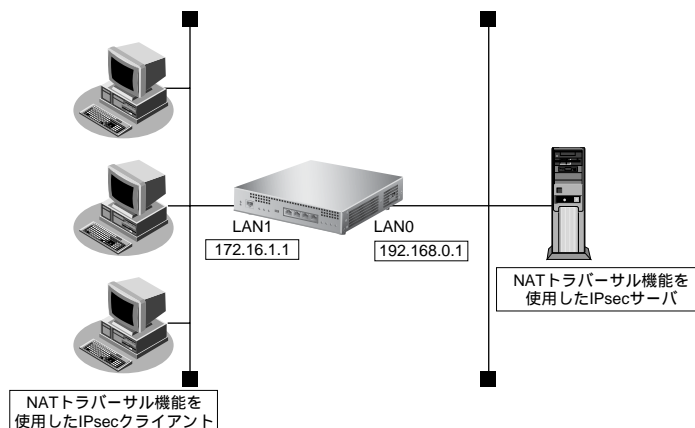 LAN1
172.16.1.1
LAN0
192.168.0.1
NATトラバーサル機能を
使用したIPsecサーバ
NATトラバーサル機能を
使用したIPsecクライアント